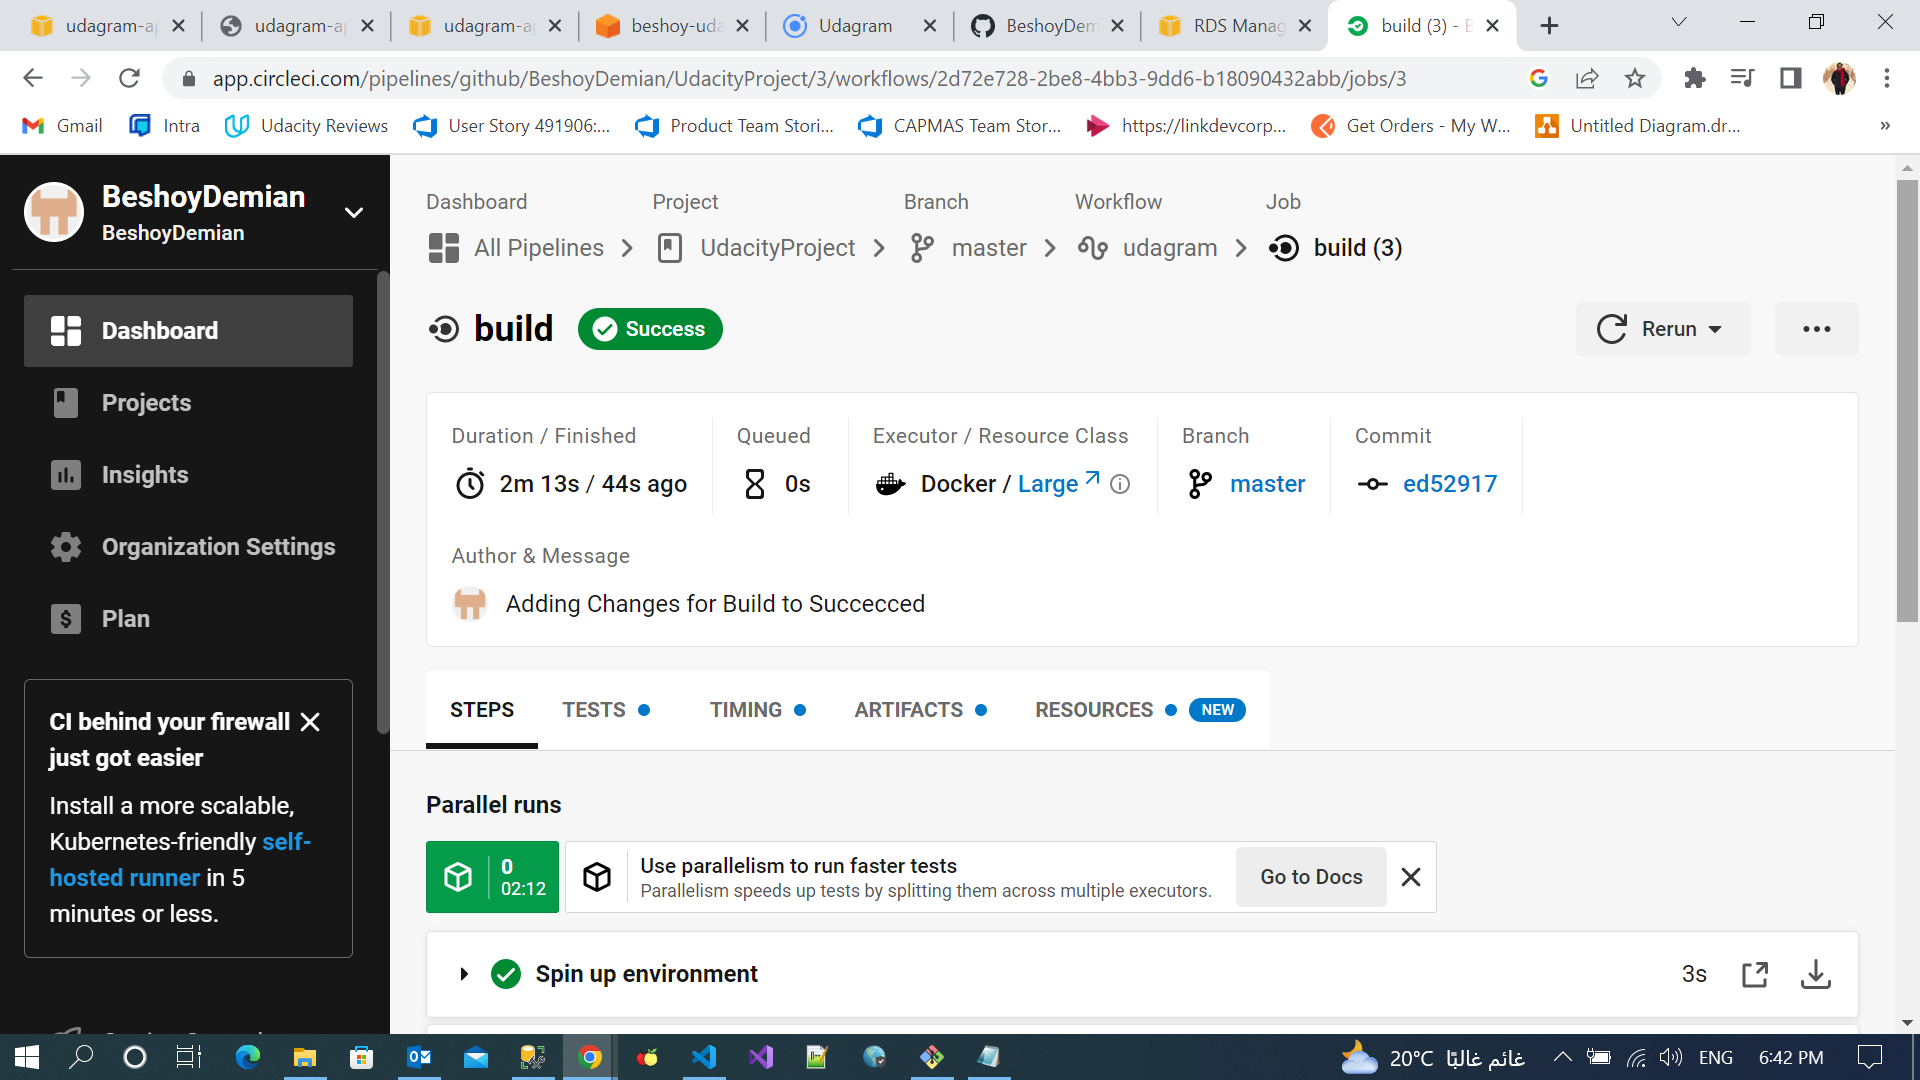 udagram-ap
udagram-ap
udagram-ap
beshoy-uda
Udagram
BeshoyDem
RDS Manag
build (3) - B
app.circleci.com/pipelines/github/BeshoyDemian/UdacityProject/3/workflows/2d72e728-2be8-4bb3-9dd6-b18090432abb/jobs/3
Gmail
Intra
Udacity Reviews
User Story 491906:...
Product Team Stori...
CAPMAS Team Stor...
https://linkdevcorp...
Get Orders - My W...
Untitled Diagram.dr...
»
BeshoyDemian
BeshoyDemian
Dashboard
Projects
Insights
Organization Settings
Plan
CI behind your firewall
just got easier
Install a more scalable,
Kubernetes-friendly self-
hosted runner in 5
minutes or less.
Dashboard
Project
Branch
Workflow
Job
All Pipelines
UdacityProject
master
udagram
build (3)
build
Success
Rerun
Duration / Finished
Queued
Executor / Resource Class
Branch
Commit
2m 13s / 44s ago
0s
Docker / Large
master
ed52917
Author & Message
Adding Changes for Build to Succecced
STEPS
TESTS
TIMING
ARTIFACTS
RESOURCES
NEW
Parallel runs
0
02:12
Use parallelism to run faster tests
Parallelism speeds up tests by splitting them across multiple executors.
Go to Docs
Spin up environment
3s
20°C غائم غالبًا
ENG
6:42 PM